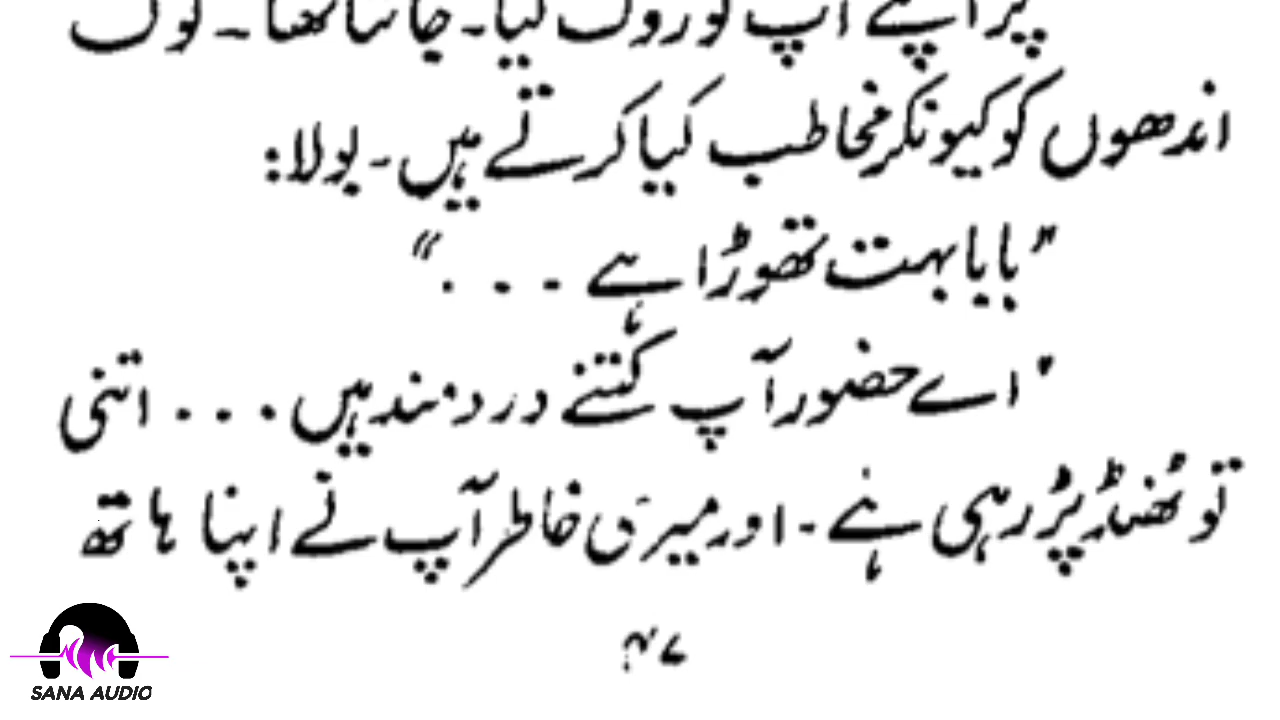 پر اپنے آپ کو روک لیا۔ جانتا تھا۔ لوگ
اندھوں کو کیونکر مخاطب کیا کرتے ہیں۔ بولا:
”بابا بہت تھوڑا ہے . . . .“
”اے حضور آپ کتنے دردمند ہیں . . . اتنی
تو ٹھنڈ پڑ رہی ہے۔ اور میری خاطر آپ نے اپنا ہاتھ
SANA AUDIO